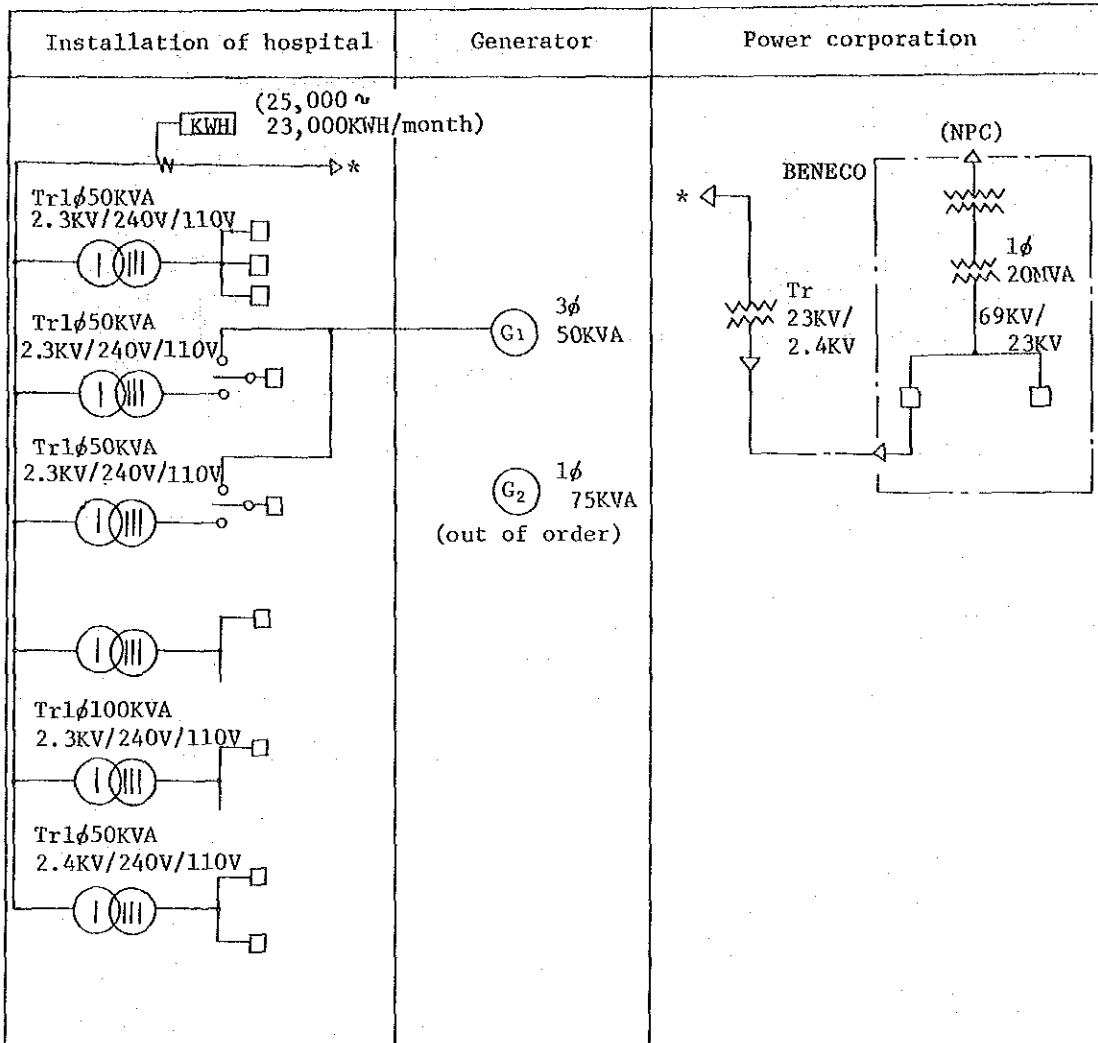 Installation of hospital
Generator
Power corporation
(25,000 ~
KWH 23,000KWH/month)
*
Tr1ϕ50KVA
2.3KV/240V/110V
Tr1ϕ50KVA
2.3KV/240V/110V
Tr1ϕ50KVA
2.3KV/240V/110V
Tr1ϕ100KVA
2.3KV/240V/110V
Tr1ϕ50KVA
2.4KV/240V/110V
G1 3ϕ
50KVA
G2 1ϕ
75KVA
(out of order)
(NPC)
BENECO
*
1ϕ
20MVA
69KV/
23KV
Tr
23KV/
2.4KV